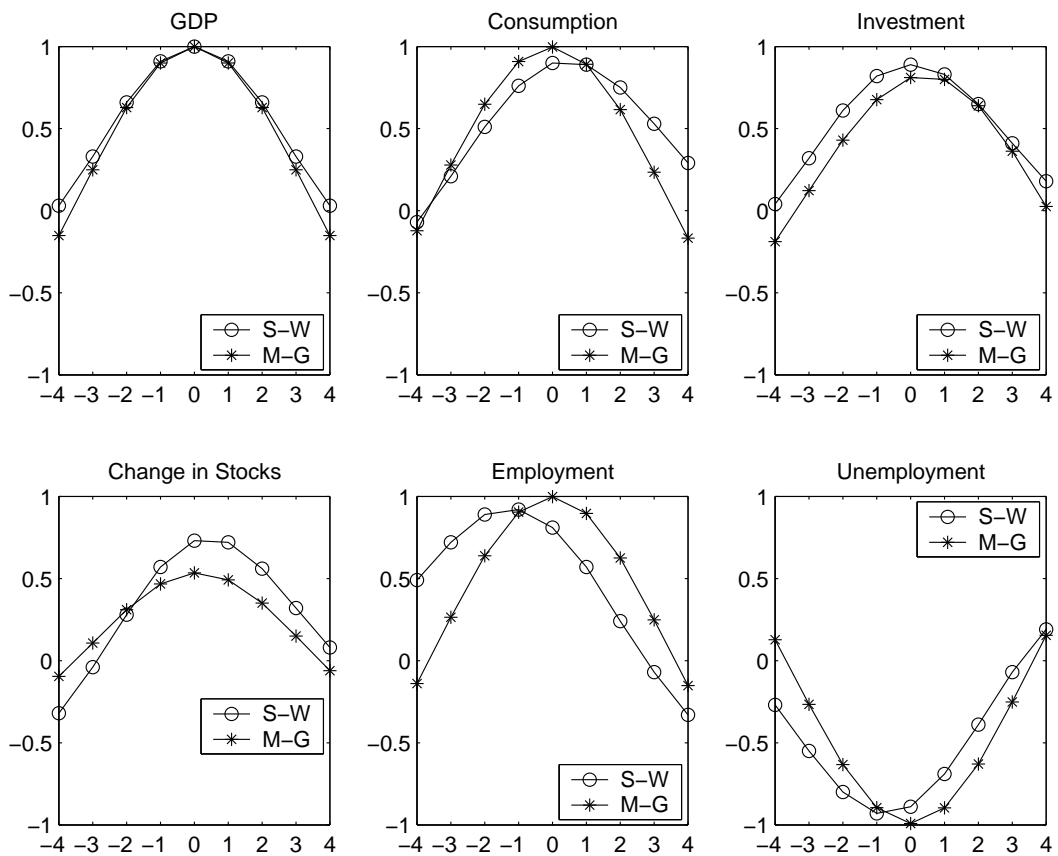 GDP
1
0.5
0
−0.5
−1
−4 −3 −2 −1 0 1 2 3 4
S−W
M−G
Consumption
1
0.5
0
−0.5
−1
−4 −3 −2 −1 0 1 2 3 4
S−W
M−G
Investment
1
0.5
0
−0.5
−1
−4 −3 −2 −1 0 1 2 3 4
S−W
M−G
Change in Stocks
1
0.5
0
−0.5
−1
−4 −3 −2 −1 0 1 2 3 4
S−W
M−G
Employment
1
0.5
0
−0.5
−1
−4 −3 −2 −1 0 1 2 3 4
S−W
M−G
Unemployment
1
0.5
0
−0.5
−1
−4 −3 −2 −1 0 1 2 3 4
S−W
M−G